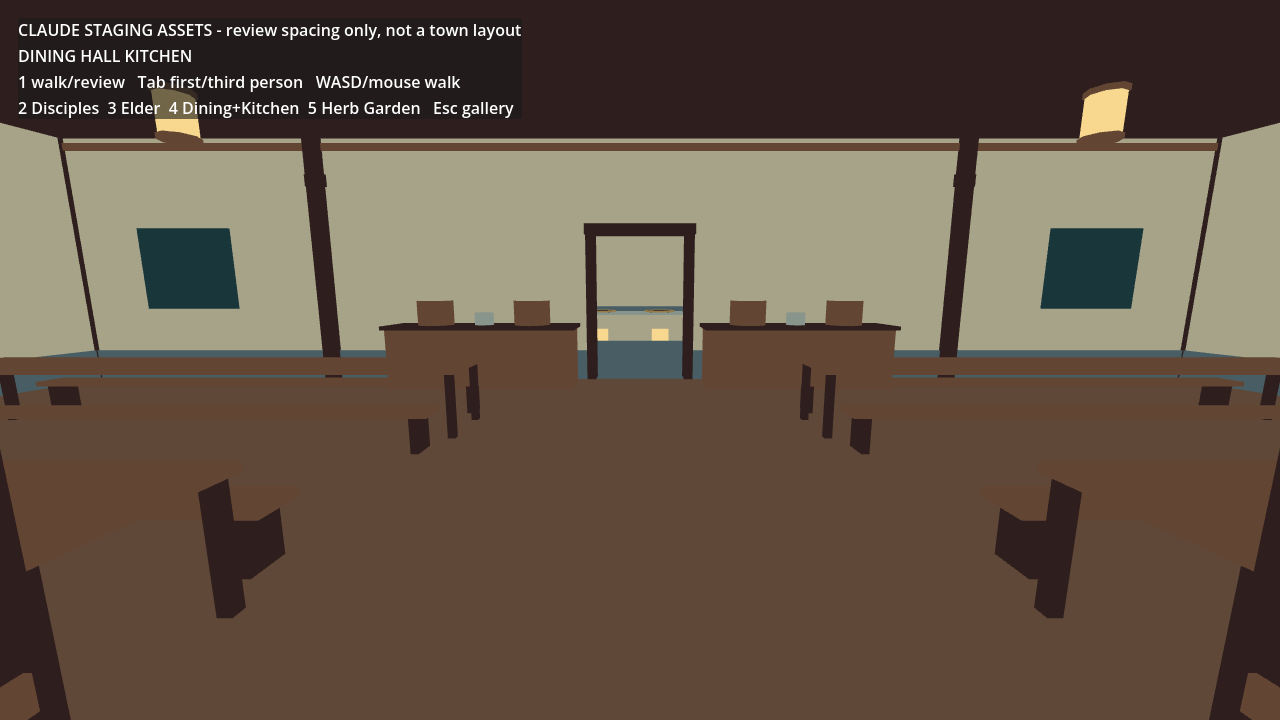 CLAUDE STAGING ASSETS - review spacing only, not a town layout
DINING HALL KITCHEN
1 walk/review   Tab first/third person   WASD/mouse walk
2 Disciples  3 Elder  4 Dining+Kitchen  5 Herb Garden   Esc gallery